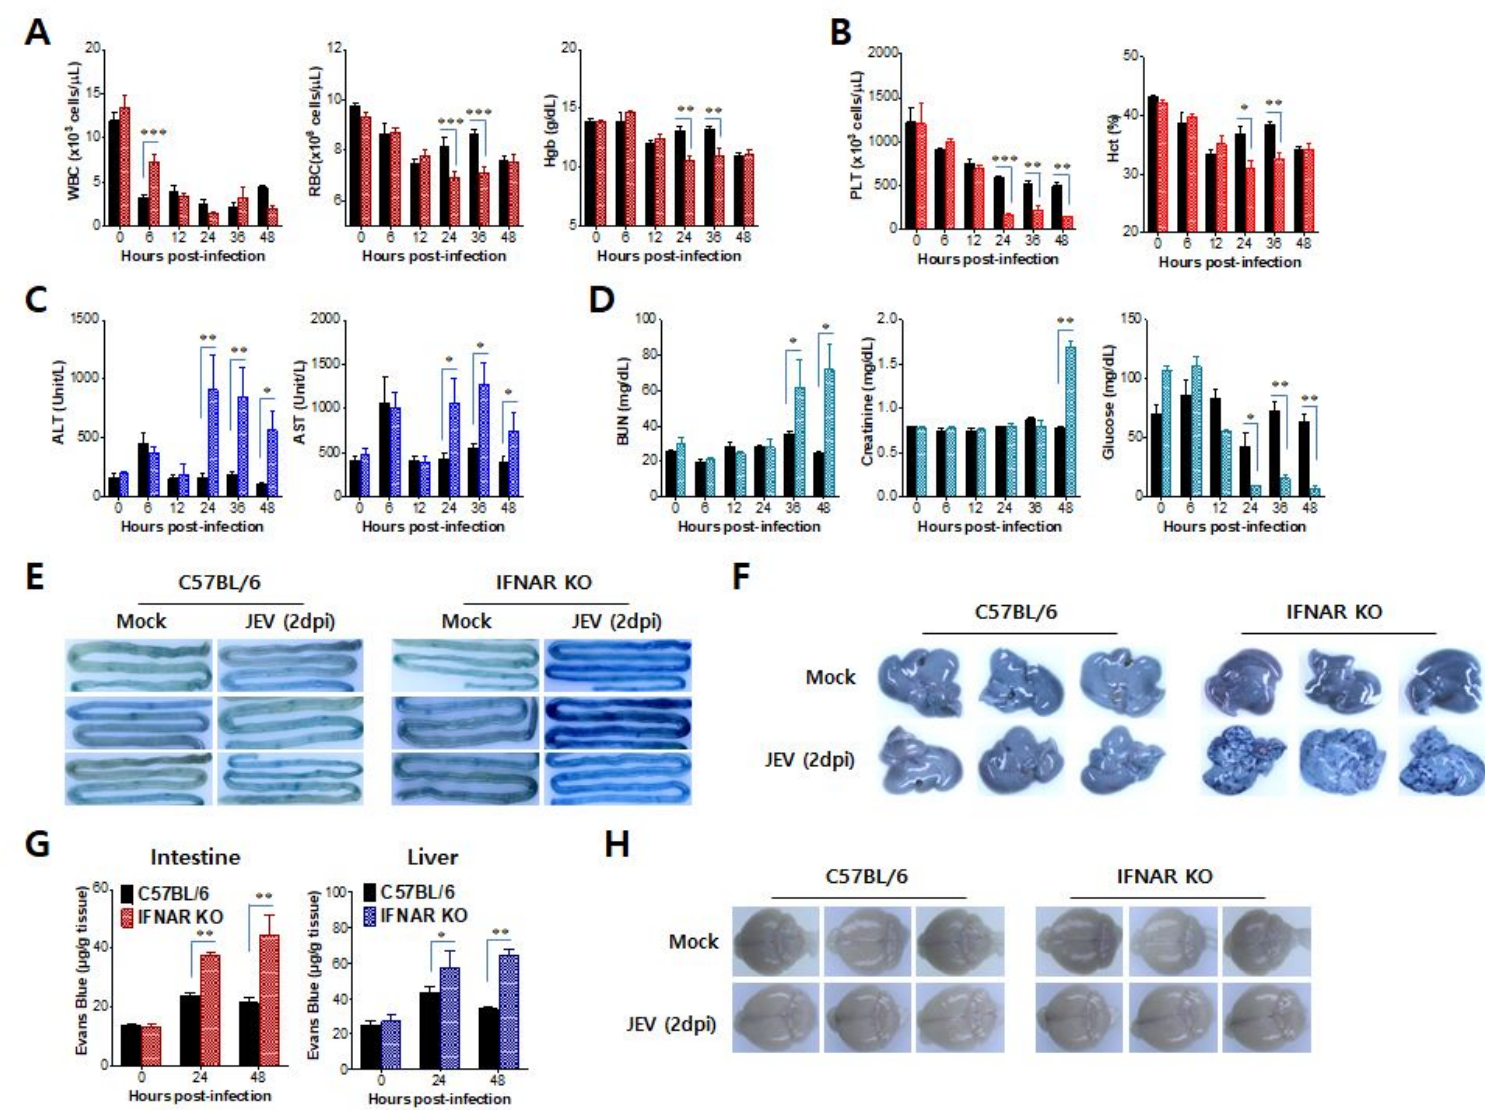 A
B
WBC (x10³ cells/µL)
20
15
10
5
0
***
0 6 12 24 36 48
Hours post-infection
RBC(x10⁶ cells/µL)
12
10
8
6
*** ***
0 6 12 24 36 48
Hours post-infection
Hgb (g/dL)
20
15
10
5
** **
0 6 12 24 36 48
Hours post-infection
PLT (x10³ cells/µL)
2000
1500
1000
500
0
*** ** **
0 6 12 24 36 48
Hours post-infection
Hct (%)
50
40
30
20
* **
0 6 12 24 36 48
Hours post-infection
C
D
ALT (Unit/L)
1500
1000
500
0
** ** *
0 6 12 24 36 48
Hours post-infection
AST (Unit/L)
2000
1500
1000
500
0
* * *
0 6 12 24 36 48
Hours post-infection
BUN (mg/dL)
100
80
60
40
20
0
* *
0 6 12 24 36 48
Hours post-infection
Creatinine (mg/dL)
2.0
1.5
1.0
0.5
0.0
**
0 6 12 24 36 48
Hours post-infection
Glucose (mg/dL)
150
100
50
0
* ** **
0 6 12 24 36 48
Hours post-infection
E
C57BL/6 IFNAR KO
Mock JEV (2dpi) Mock JEV (2dpi)
F
C57BL/6 IFNAR KO
Mock
JEV (2dpi)
G
Intestine
Evans Blue (µg/g tissue)
60
40
20
0
C57BL/6
IFNAR KO
** **
0 24 48
Hours post-infection
Liver
Evans Blue (µg/g tissue)
100
80
60
40
20
0
C57BL/6
IFNAR KO
* **
0 24 48
Hours post-infection
H
C57BL/6 IFNAR KO
Mock
JEV (2dpi)